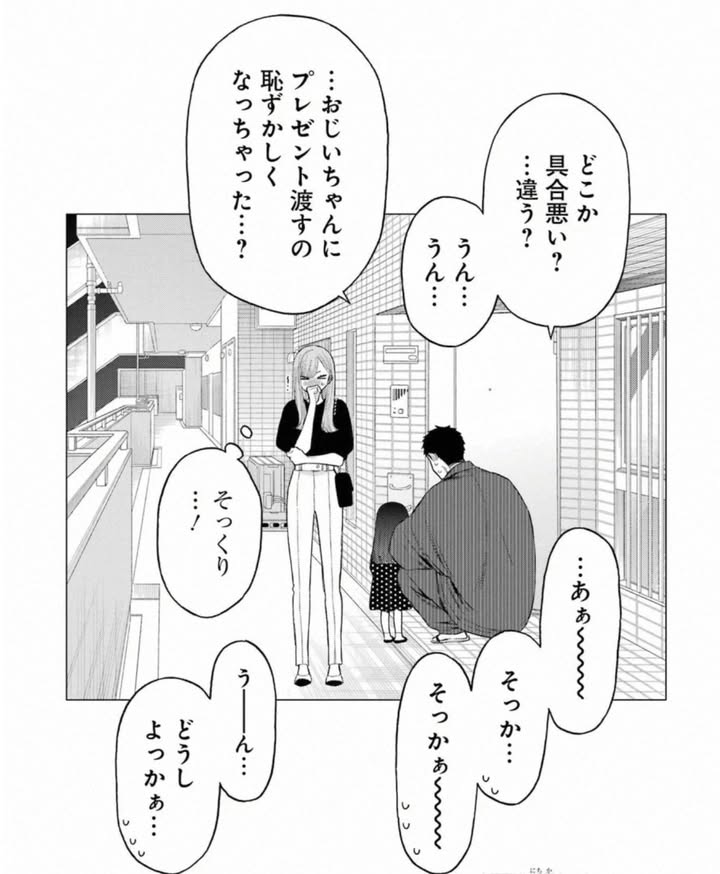 どこか
具合悪い？
…違う？
うん…
うん…
…おじいちゃんに
プレゼント渡すの
恥ずかしく
なっちゃった…？
そっくり
…！
…あぁ～～～～
そっか…
そっかぁ～～～～
うーん…
どうし
よっかぁ…